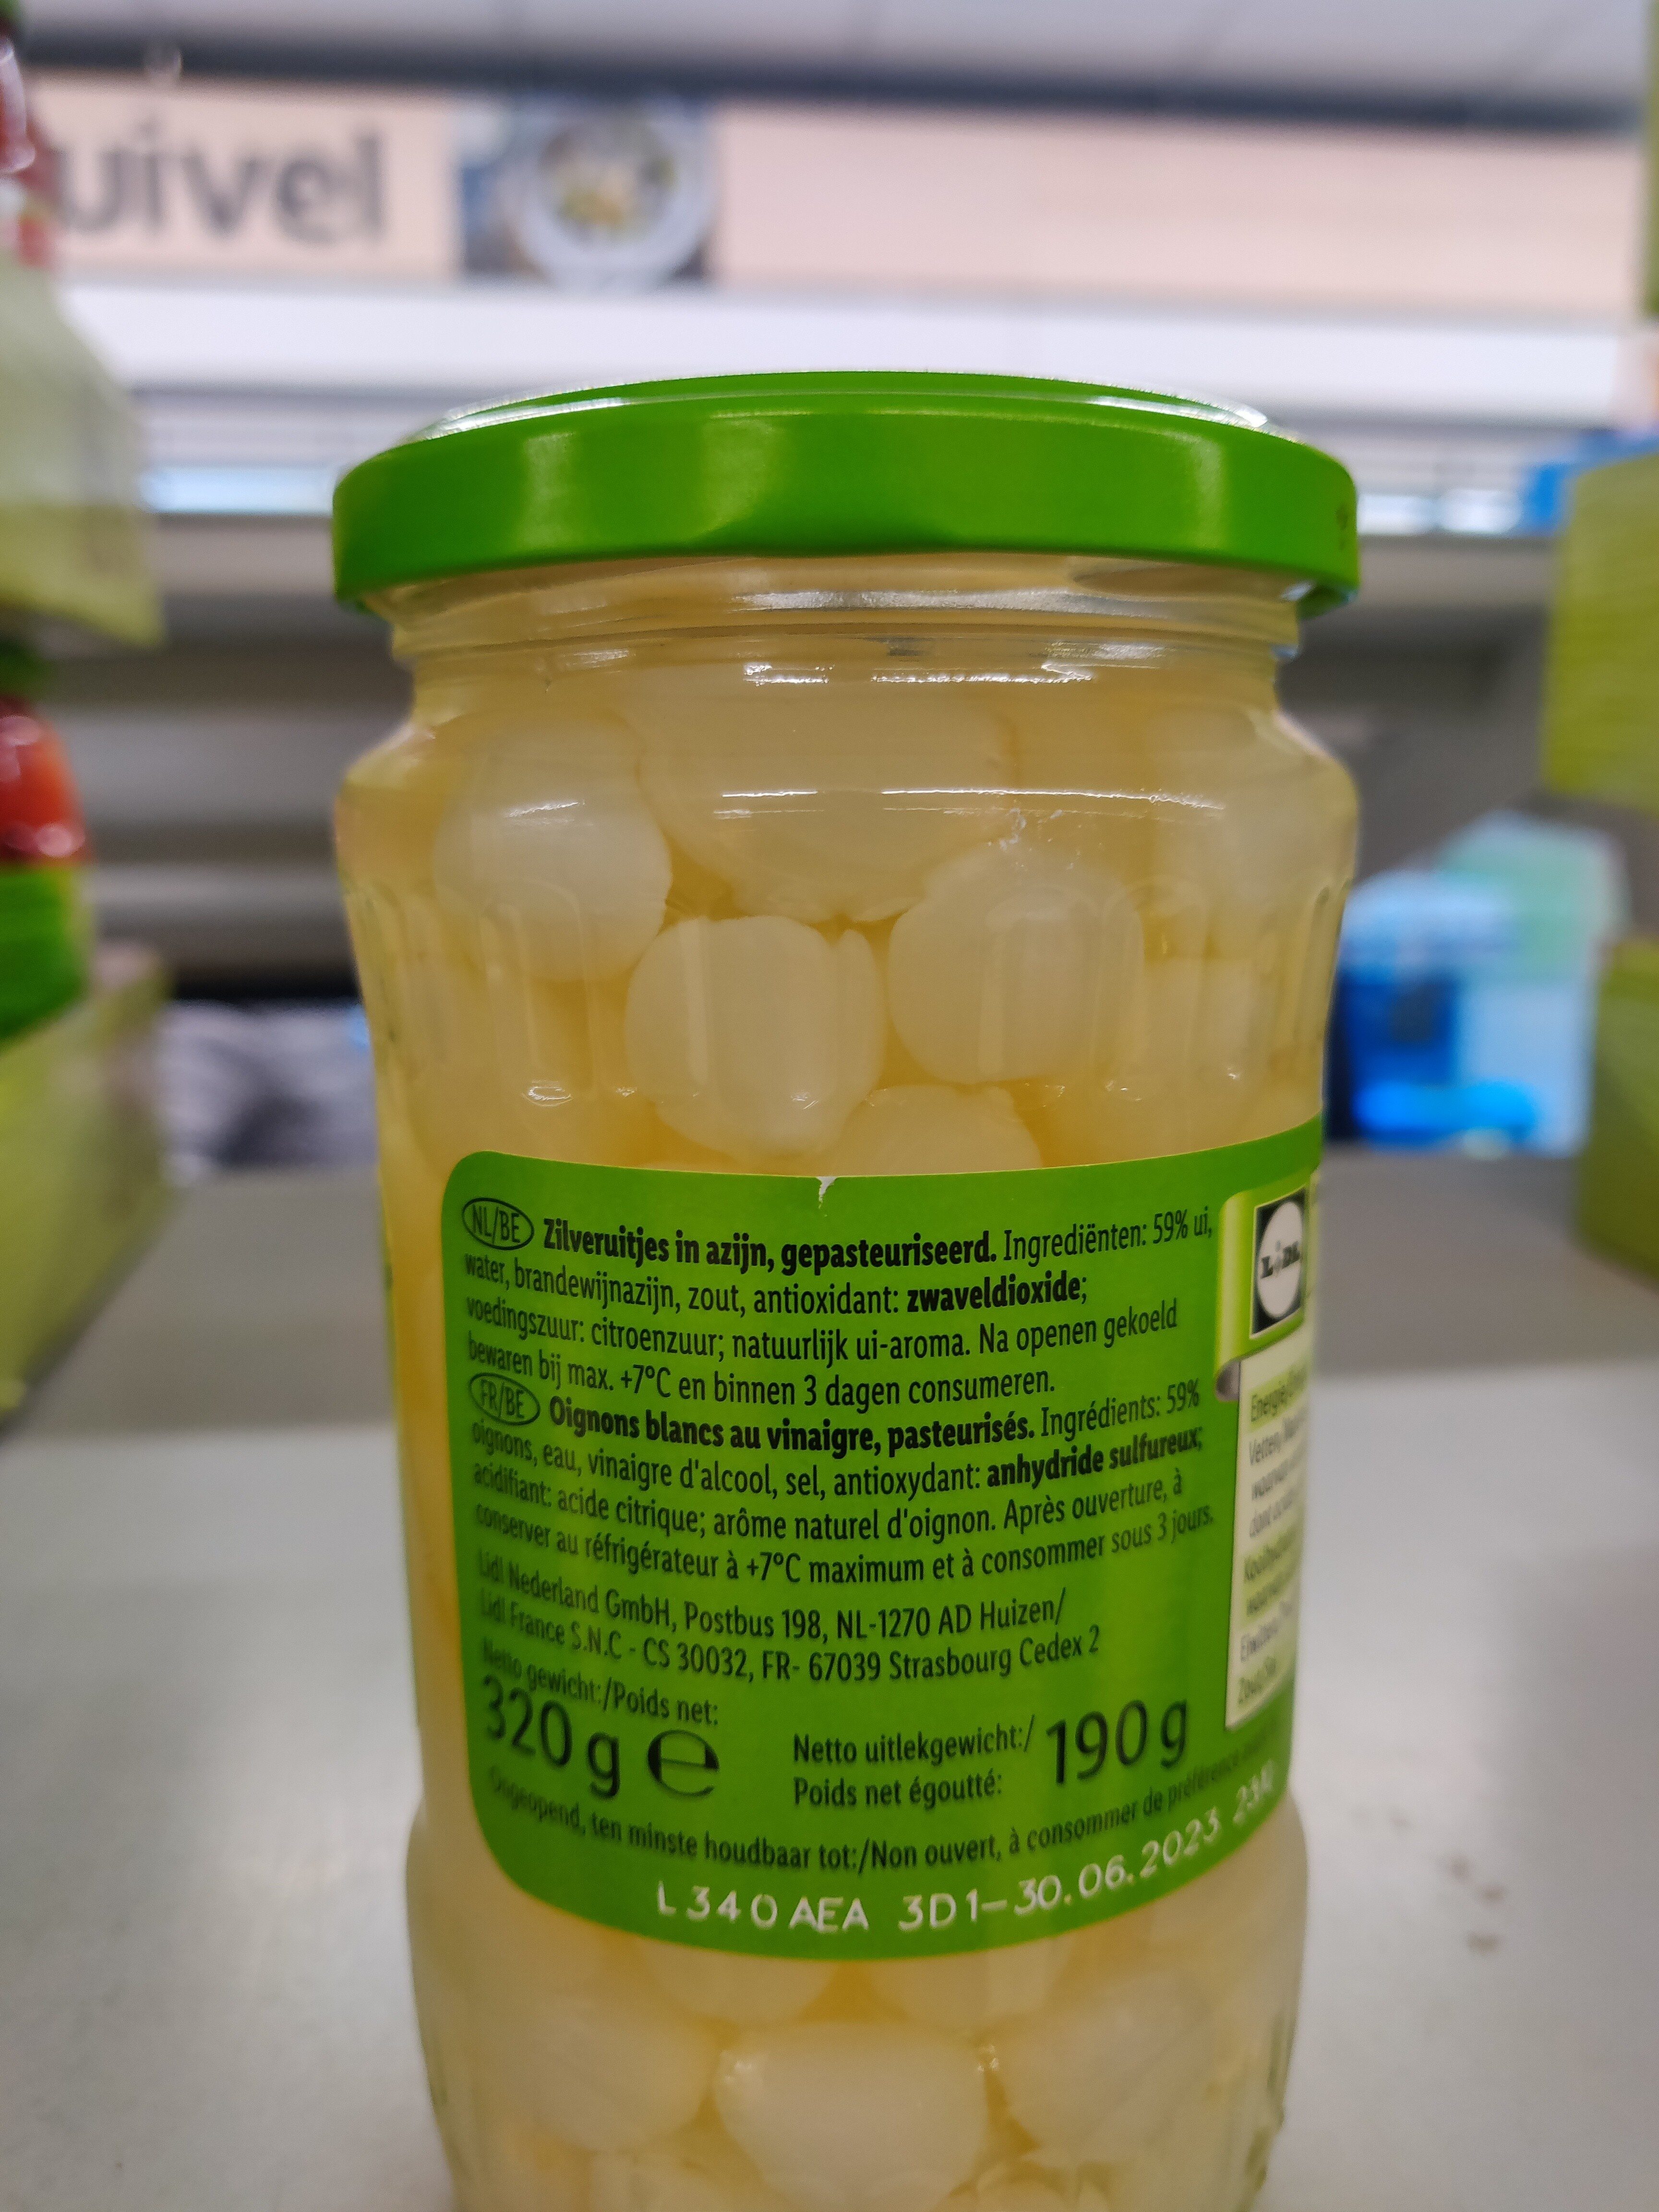 uivel
NL/BE Zilveruitjes in azijn, gepasteuriseerd. Ingrediënten: 59% ui,
water, brandewijnazijn, zout, antioxidant: zwaveldioxide;
voedingszuur: citroenzuur; natuurlijk ui-aroma. Na openen gekoeld
bewaren bij max. +7°C en binnen 3 dagen consumeren.
FR/BE Oignons blancs au vinaigre, pasteurisés. Ingrédients: 59%
oignons, eau, vinaigre d'alcool, sel, antioxydant: anhydride sulfureux;
acidifiant: acide citrique; arôme naturel d'oignon. Après ouverture, à
conserver au réfrigérateur à +7°C maximum et à consommer sous 3 jours.
Lidl Nederland GmbH, Postbus 198, NL-1270 AD Huizen/
Lidl France S.N.C - CS 30032, FR- 67039 Strasbourg Cedex 2
Netto gewicht:/Poids net:
320 g e
Netto uitlekgewicht:/
Poids net égoutté:
190 g
Ongeopend, ten minste houdbaar tot:/Non ouvert, à consommer de préférence
L340 AEA 3D1-30.06.2023
LIDL
Energie/
Vetten/